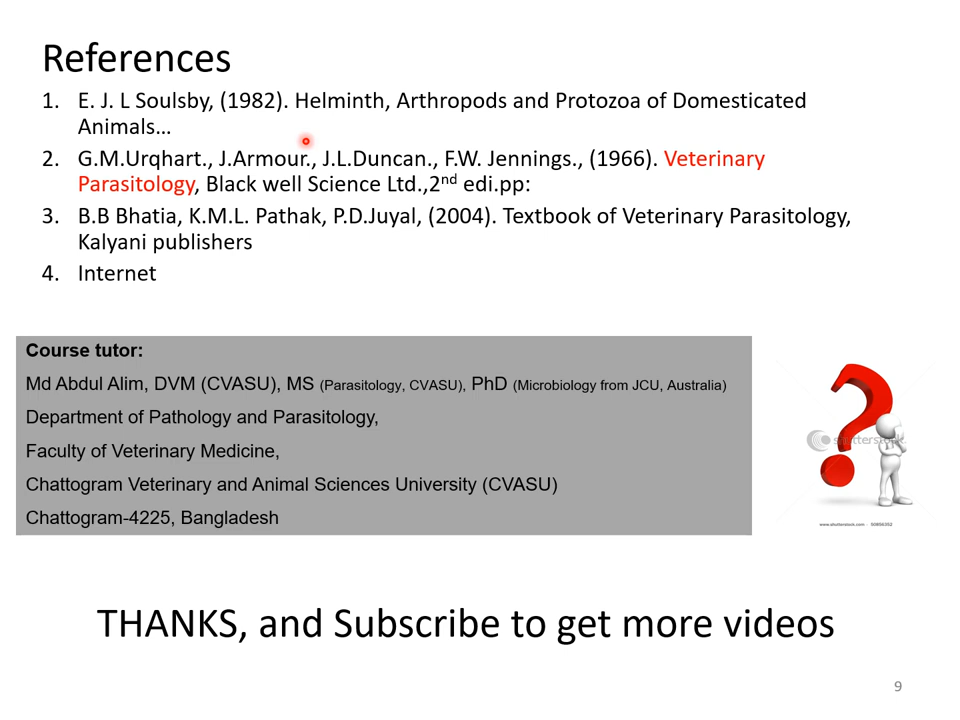 References
1. E. J. L Soulsby, (1982). Helminth, Arthropods and Protozoa of Domesticated
Animals…
2. G.M.Urqhart., J.Armour., J.L.Duncan., F.W. Jennings., (1966). Veterinary
Parasitology, Black well Science Ltd.,2nd edi.pp:
3. B.B Bhatia, K.M.L. Pathak, P.D.Juyal, (2004). Textbook of Veterinary Parasitology,
Kalyani publishers
4. Internet
Course tutor:
Md Abdul Alim, DVM (CVASU), MS (Parasitology, CVASU), PhD (Microbiology from JCU, Australia)
Department of Pathology and Parasitology,
Faculty of Veterinary Medicine,
Chattogram Veterinary and Animal Sciences University (CVASU)
Chattogram-4225, Bangladesh
shutterstock
www.shutterstock.com ·
THANKS, and Subscribe to get more videos
9